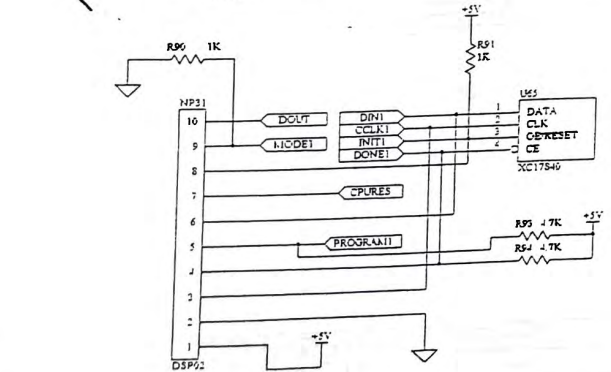 +5V
R90 1K
R91
1K
U65
NP31
10 DOUT
DIN1 1 DATA
CCLK1 2 CLK
9 MODE1
INIT1 3 OE/RESET
DONE1 4 CE
8
XC17S40
7 CPURES
6
+5V
R93 4.7K
5 PROGRAM1
R94 4.7K
4
3
2
+5V
1
DSP02